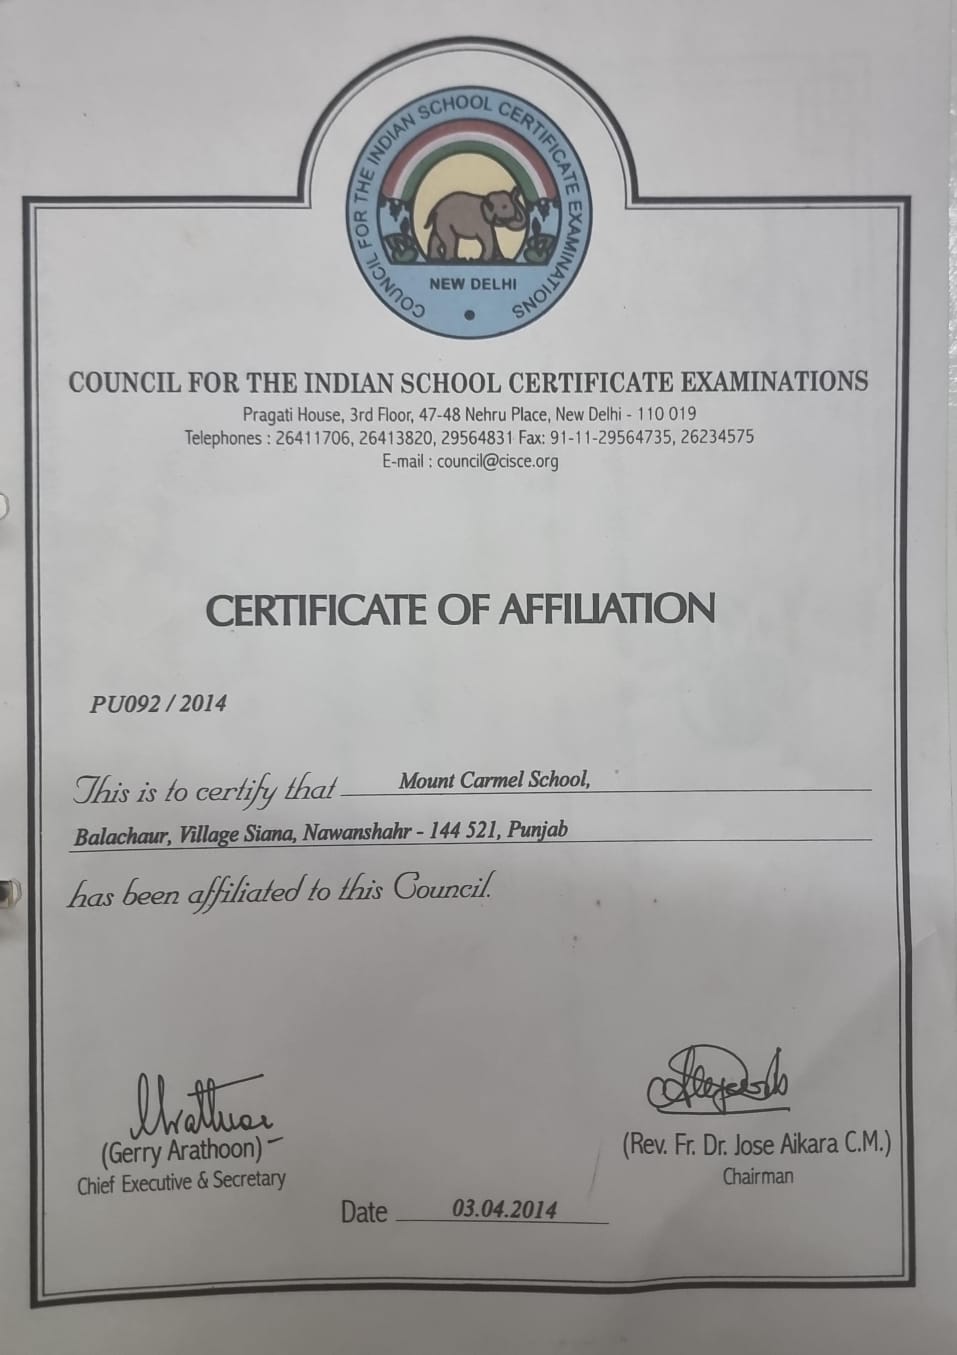 COUNCIL FOR THE INDIAN SCHOOL CERTIFICATE EXAMINATIONS
NEW DELHI
COUNCIL FOR THE INDIAN SCHOOL CERTIFICATE EXAMINATIONS
Pragati House, 3rd Floor, 47-48 Nehru Place, New Delhi - 110 019
Telephones : 26411706, 26413820, 29564831 Fax: 91-11-29564735, 26234575
E-mail : council@cisce.org
CERTIFICATE OF AFFILIATION
PU092 / 2014
This is to certify that Mount Carmel School,
Balachaur, Village Siana, Nawanshahr - 144 521, Punjab
has been affiliated to this Council.
(Gerry Arathoon)
Chief Executive & Secretary
(Rev. Fr. Dr. Jose Aikara C.M.)
Chairman
Date 03.04.2014